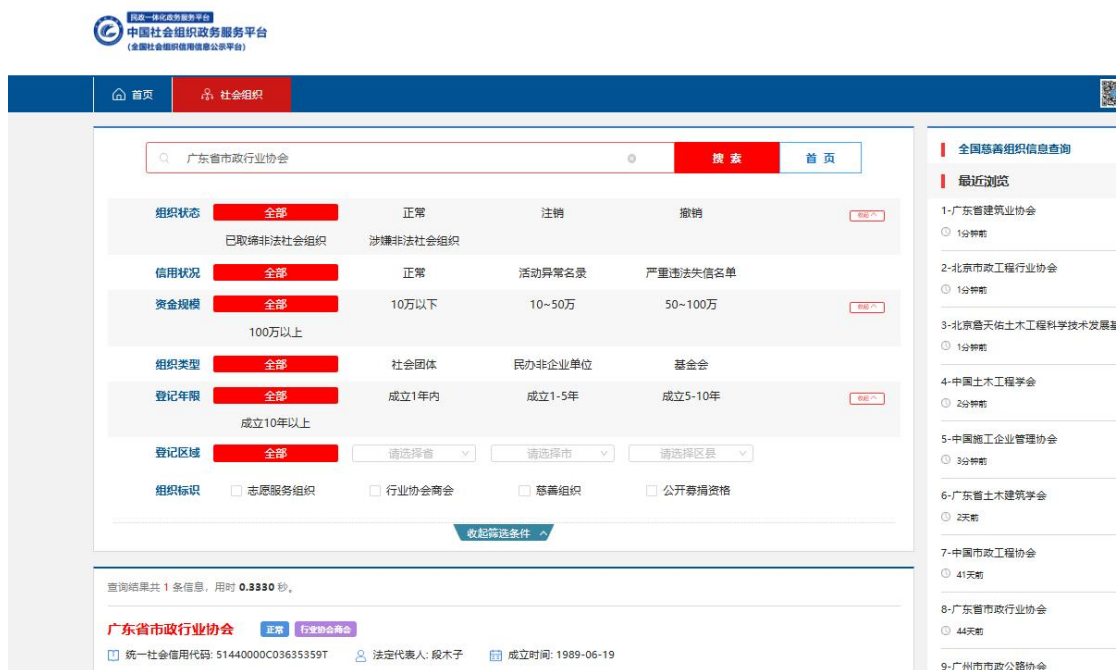 民政一体化政务服务平台
中国社会组织政务服务平台
(全国社会组织信用信息公示平台)
首页 社会组织
广东省市政行业协会 搜索 首页
组织状态 全部 正常 注销 撤销 收起
已取缔非法社会组织 涉嫌非法社会组织
信用状况 全部 正常 活动异常名录 严重违法失信名单
资金规模 全部 10万以下 10~50万 50~100万 收起
100万以上
组织类型 全部 社会团体 民办非企业单位 基金会
登记年限 全部 成立1年内 成立1-5年 成立5-10年 收起
成立10年以上
登记区域 全部 请选择省 请选择市 请选择区县
组织标识 志愿服务组织 行业协会商会 慈善组织 公开募捐资格
收起筛选条件
查询结果共 1 条信息，用时 0.3330 秒。
广东省市政行业协会 正常 行业协会商会
统一社会信用代码: 51440000C03635359T 法定代表人: 段木子 成立时间: 1989-06-19
全国慈善组织信息查询
最近浏览
1-广东省建筑业协会
1分钟前
2-北京市政工程行业协会
1分钟前
3-北京詹天佑土木工程科学技术发展基
1分钟前
4-中国土木工程学会
2分钟前
5-中国施工企业管理协会
3分钟前
6-广东省土木建筑学会
2天前
7-中国市政工程协会
41天前
8-广东省市政行业协会
44天前
9-广州市市政公路协会